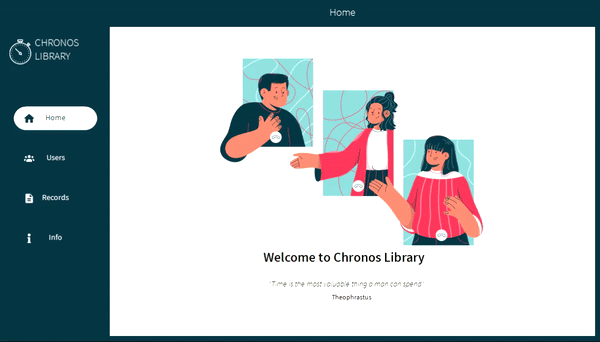 Home
CHRONOS
LIBRARY
Home
Users
Records
Info
Welcome to Chronos Library
"Time is the most valuable thing a man can spend"
Theophrastus